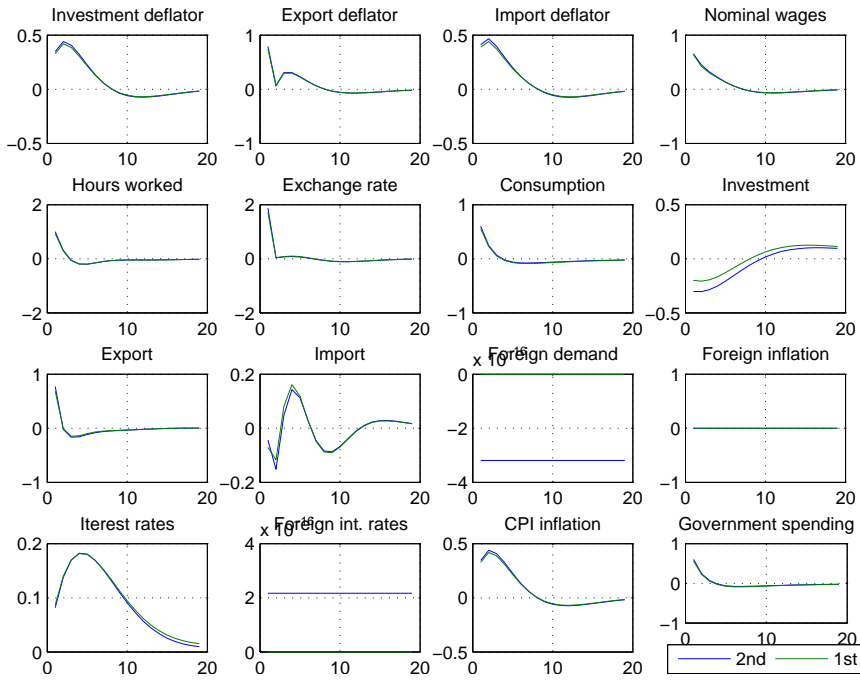 Investment deflator
Export deflator
Import deflator
Nominal wages
0.5
0
−0.5
0 10 20
1
0
−1
0 10 20
0.5
0
−0.5
0 10 20
1
0
−1
0 10 20
Hours worked
Exchange rate
Consumption
Investment
2
0
−2
0 10 20
2
0
−2
0 10 20
1
0
−1
0 10 20
0.5
0
−0.5
0 10 20
Export
Import
Foreign demand
Foreign inflation
1
0
−1
0 10 20
0.2
0
−0.2
0 10 20
x 10−16
0
−2
−4
0 10 20
1
0
−1
0 10 20
Iterest rates
Foreign int. rates
CPI inflation
Government spending
0.2
0.1
0
0 10 20
x 10−16
4
2
0
0 10 20
0.5
0
−0.5
0 10 20
1
0
−1
0 10 20
2nd
1st